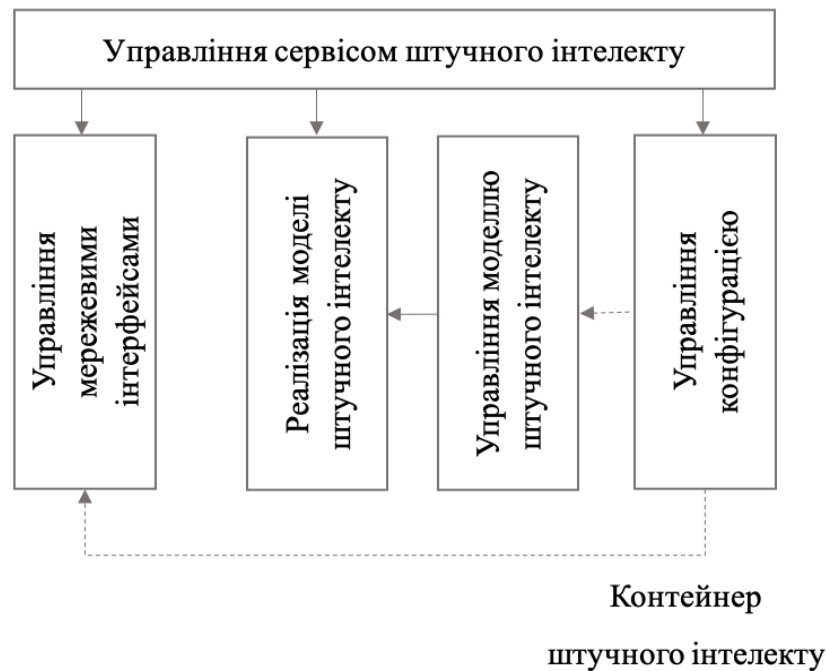 Управління сервісом штучного інтелекту
Управління
мережевими
інтерфейсами
Реалізація моделі
штучного інтелекту
Управління моделлю
штучного інтелекту
Управління
конфігурацією
Контейнер
штучного інтелекту